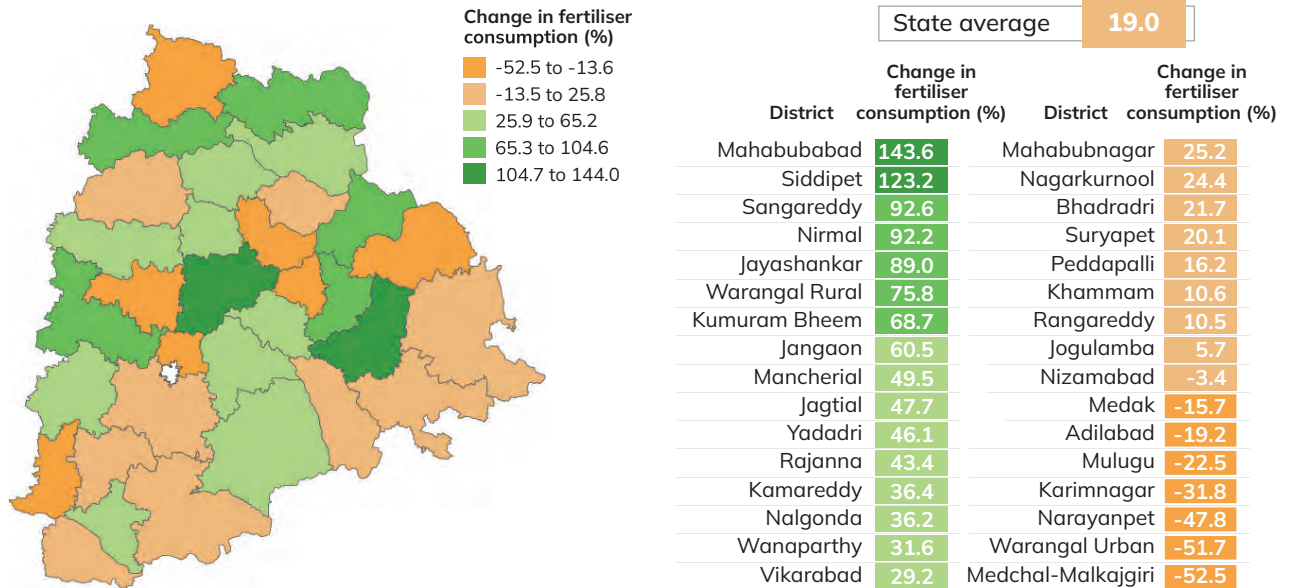 Change in fertiliser
consumption (%)
-52.5 to -13.6
-13.5 to 25.8
25.9 to 65.2
65.3 to 104.6
104.7 to 144.0
State average 19.0
District Change in fertiliser consumption (%) District Change in fertiliser consumption (%)
Mahabubabad 143.6 Mahabubnagar 25.2
Siddipet 123.2 Nagarkurnool 24.4
Sangareddy 92.6 Bhadradri 21.7
Nirmal 92.2 Suryapet 20.1
Jayashankar 89.0 Peddapalli 16.2
Warangal Rural 75.8 Khammam 10.6
Kumuram Bheem 68.7 Rangareddy 10.5
Jangaon 60.5 Jogulamba 5.7
Mancherial 49.5 Nizamabad -3.4
Jagtial 47.7 Medak -15.7
Yadadri 46.1 Adilabad -19.2
Rajanna 43.4 Mulugu -22.5
Kamareddy 36.4 Karimnagar -31.8
Nalgonda 36.2 Narayanpet -47.8
Wanaparthy 31.6 Warangal Urban -51.7
Vikarabad 29.2 Medchal-Malkajgiri -52.5